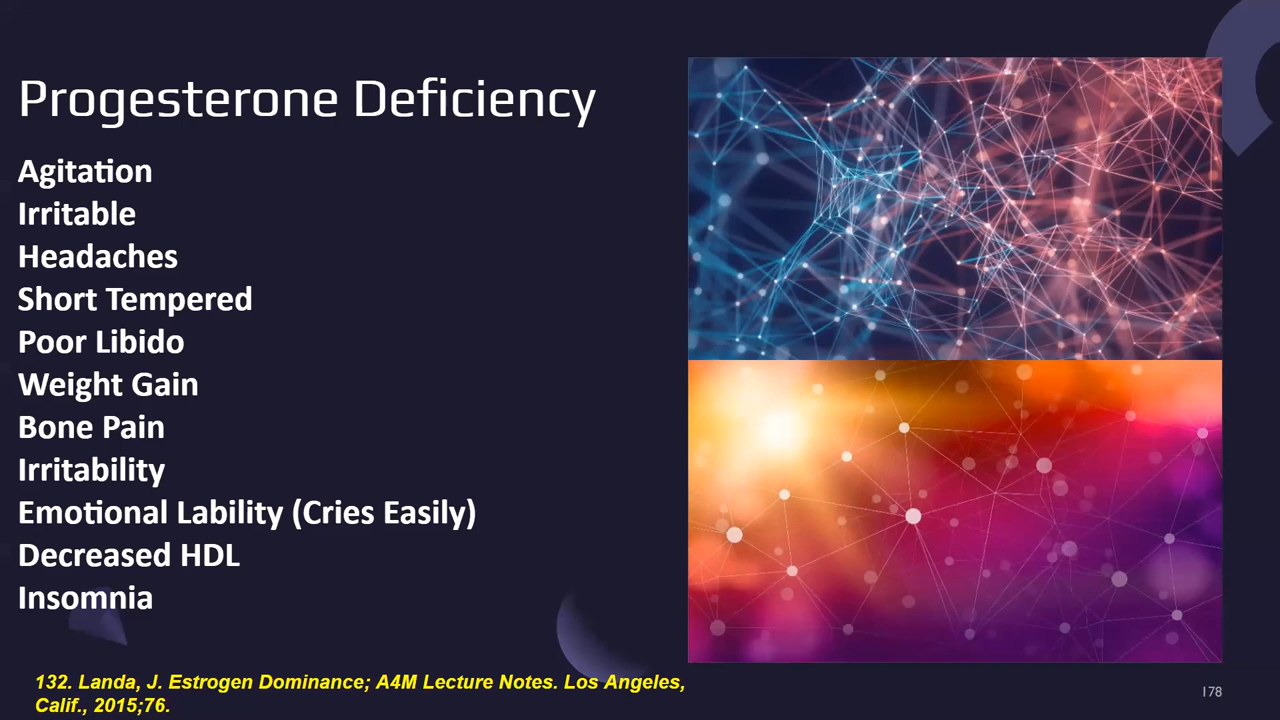 Progesterone Deficiency
Agitation
Irritable
Headaches
Short Tempered
Poor Libido
Weight Gain
Bone Pain
Irritability
Emotional Lability (Cries Easily)
Decreased HDL
Insomnia
132. Landa, J. Estrogen Dominance; A4M Lecture Notes. Los Angeles,
Calif., 2015;76.
178